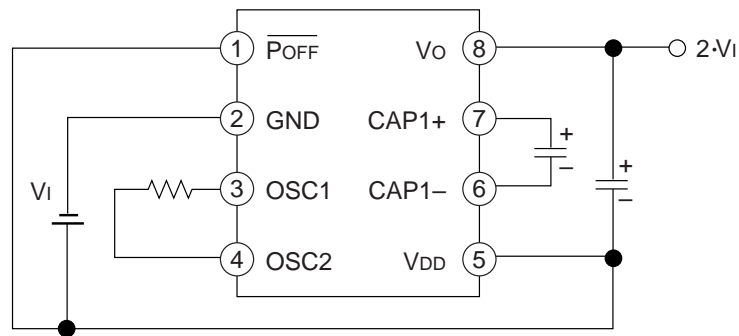 1 POFF VO 8 2·VI
2 GND CAP1+ 7
+
–
VI
+
–
3 OSC1 CAP1– 6
4 OSC2 VDD 5